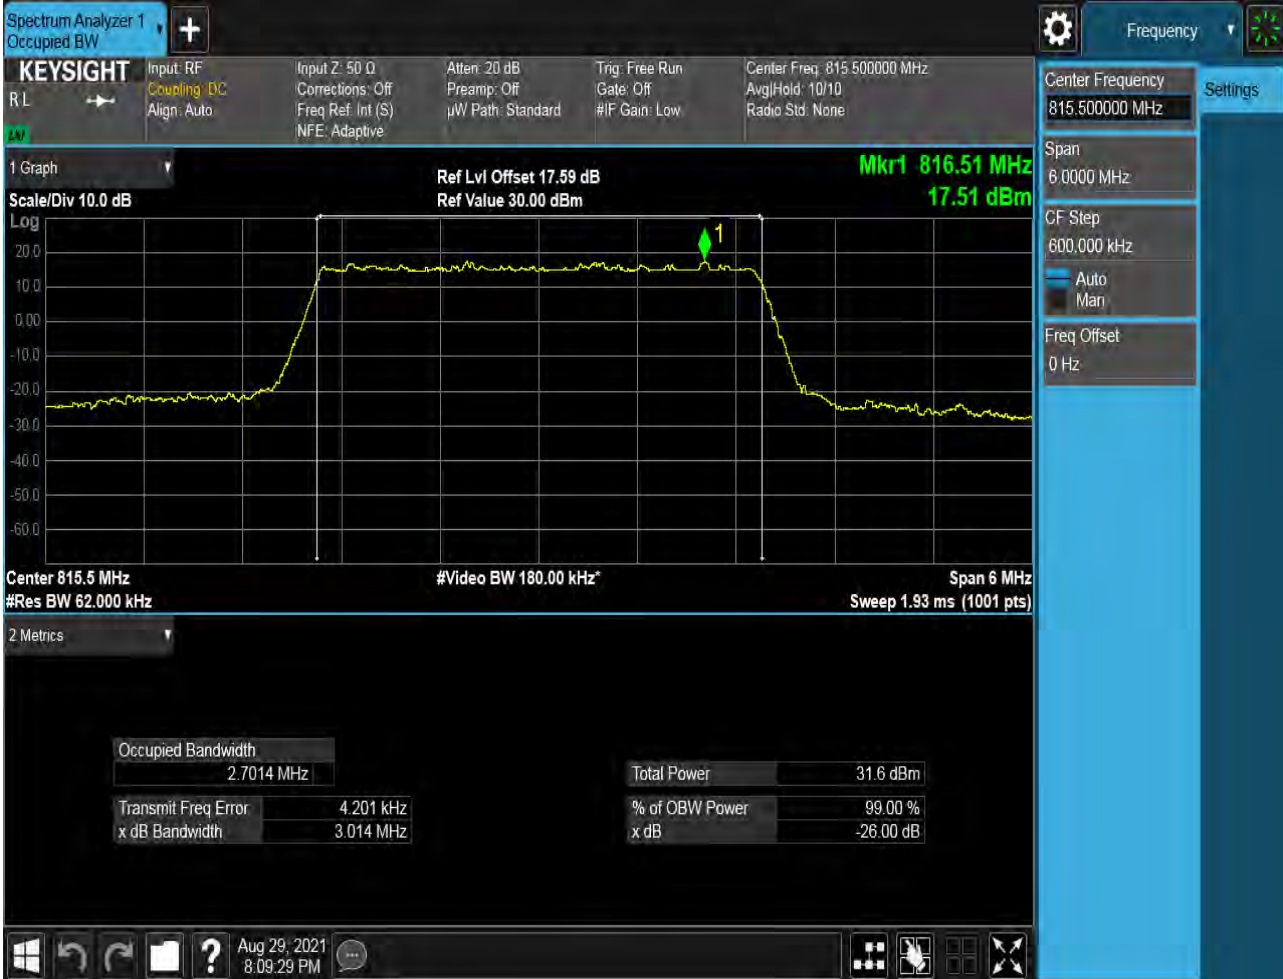 Spectrum Analyzer 1
Occupied BW
Frequency
KEYSIGHT
RL
Input: RF
Coupling: DC
Align: Auto
Input Z: 50 Ω
Corrections: Off
Freq Ref: Int (S)
NFE: Adaptive
Atten: 20 dB
Preamp: Off
µW Path: Standard
Trig: Free Run
Gate: Off
#IF Gain: Low
Center Freq: 815.500000 MHz
Avg|Hold: 10/10
Radio Std: None
1 Graph
Ref Lvl Offset 17.59 dB
Mkr1 816.51 MHz
Scale/Div 10.0 dB
Ref Value 30.00 dBm
17.51 dBm
Log
1
20.0
10.0
0.00
-10.0
-20.0
-30.0
-40.0
-50.0
-60.0
Center 815.5 MHz
#Video BW 180.00 kHz*
Span 6 MHz
#Res BW 62.000 kHz
Sweep 1.93 ms (1001 pts)
2 Metrics
Occupied Bandwidth
2.7014 MHz
Total Power 31.6 dBm
Transmit Freq Error 4.201 kHz
% of OBW Power 99.00 %
x dB Bandwidth 3.014 MHz
x dB -26.00 dB
Aug 29, 2021
8:09:29 PM
Center Frequency
815.500000 MHz
Settings
Span
6.0000 MHz
CF Step
600.000 kHz
Auto
Man
Freq Offset
0 Hz